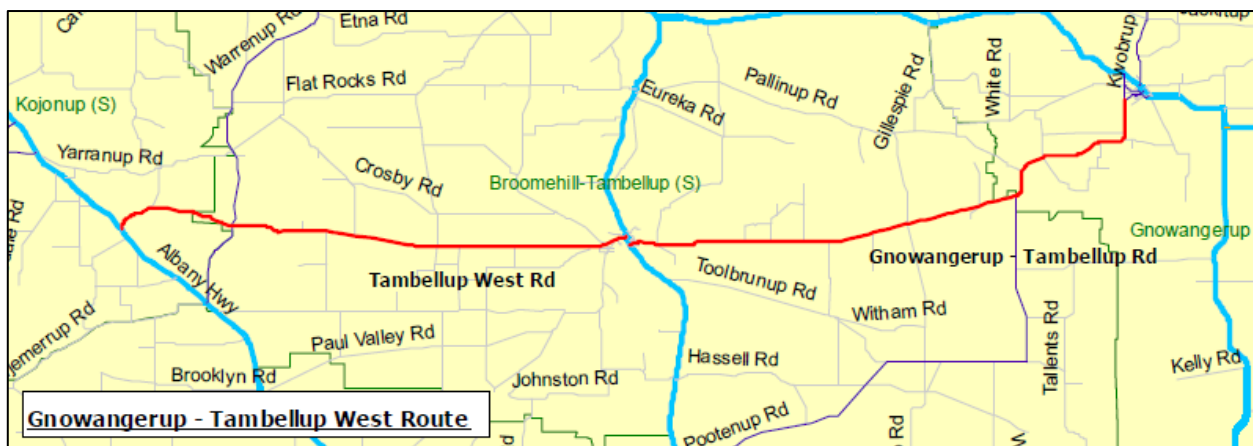 Warrenup Rd
Etna Rd
Flat Rocks Rd
Kojonup (S)
Yarranup Rd
Crosby Rd
Eureka Rd
Pallinup Rd
Gillespie Rd
White Rd
Kwobrup
Broomehill-Tambellup (S)
Gnowangerup
Albany Hwy
Tambellup West Rd
Toolbrunup Rd
Gnowangerup - Tambellup Rd
Witham Rd
Tallents Rd
Kelly Rd
Paul Valley Rd
Hassell Rd
Brooklyn Rd
Johnston Rd
Pootenup Rd
jemerrup Rd
Gnowangerup - Tambellup West Route